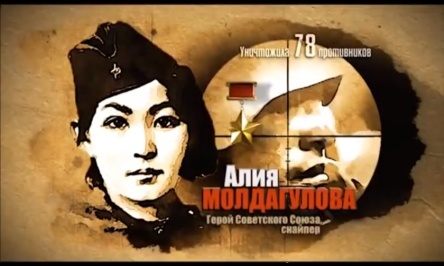 Уничтожила 78 противников
Алия
МОЛДАГУЛОВА
Герой Советского Союза,
снайпер